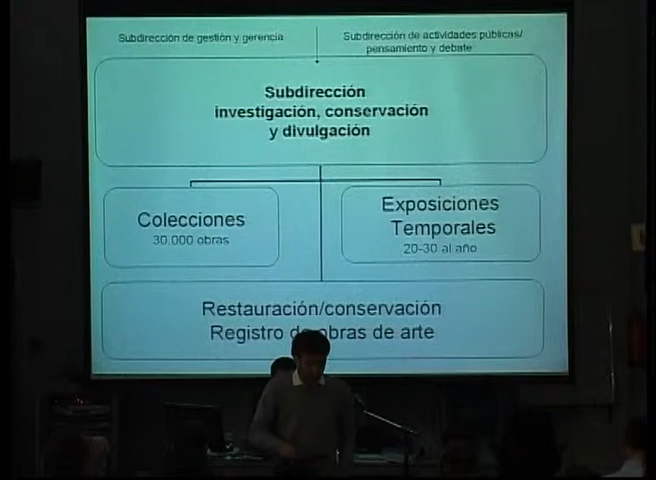 Subdirección de gestión y gerencia
Subdirección de actividades públicas/
pensamiento y debate
Subdirección
investigación, conservación
y divulgación
Colecciones
30.000 obras
Exposiciones
Temporales
20-30 al año
Restauración/conservación
Registro de obras de arte